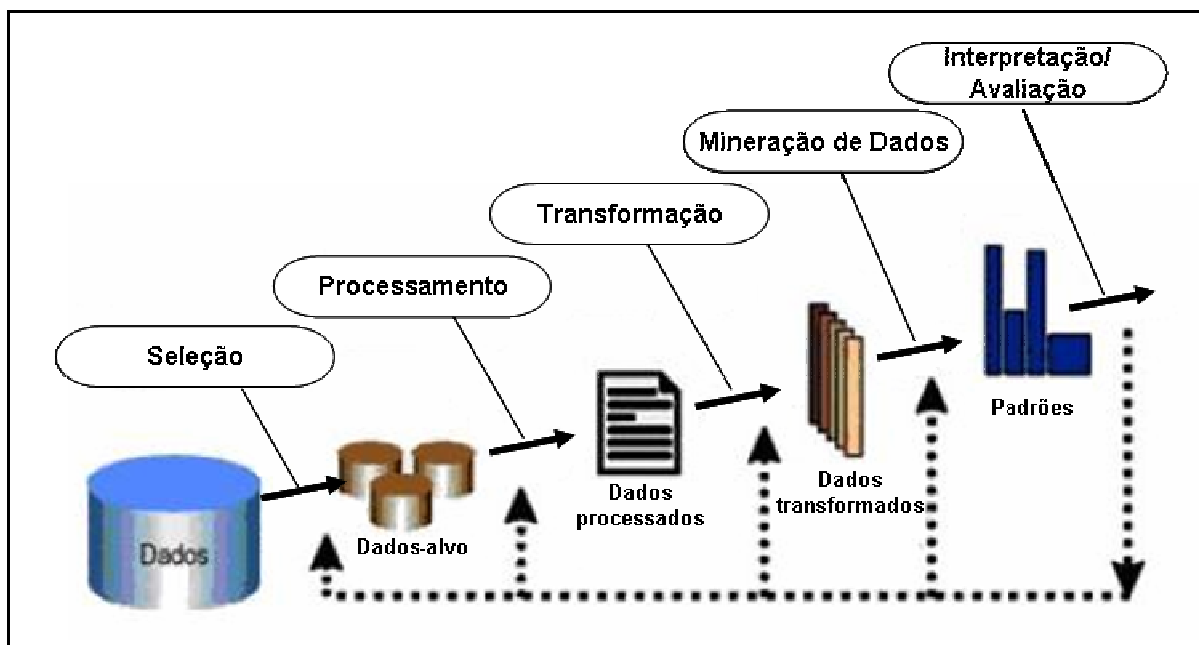 Interpretação/
Avaliação
Mineração de Dados
Transformação
Processamento
Seleção
Padrões
Dados
transformados
Dados
processados
Dados-alvo
Dados